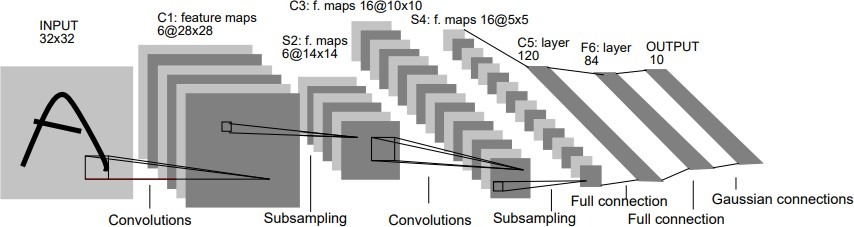 INPUT
32x32
C1: feature maps
6@28x28
C3: f. maps 16@10x10
S2: f. maps
6@14x14
S4: f. maps 16@5x5
C5: layer
120
F6: layer
84
OUTPUT
10
A
Convolutions
Subsampling
Convolutions
Subsampling
Full connection
Full connection
Gaussian connections